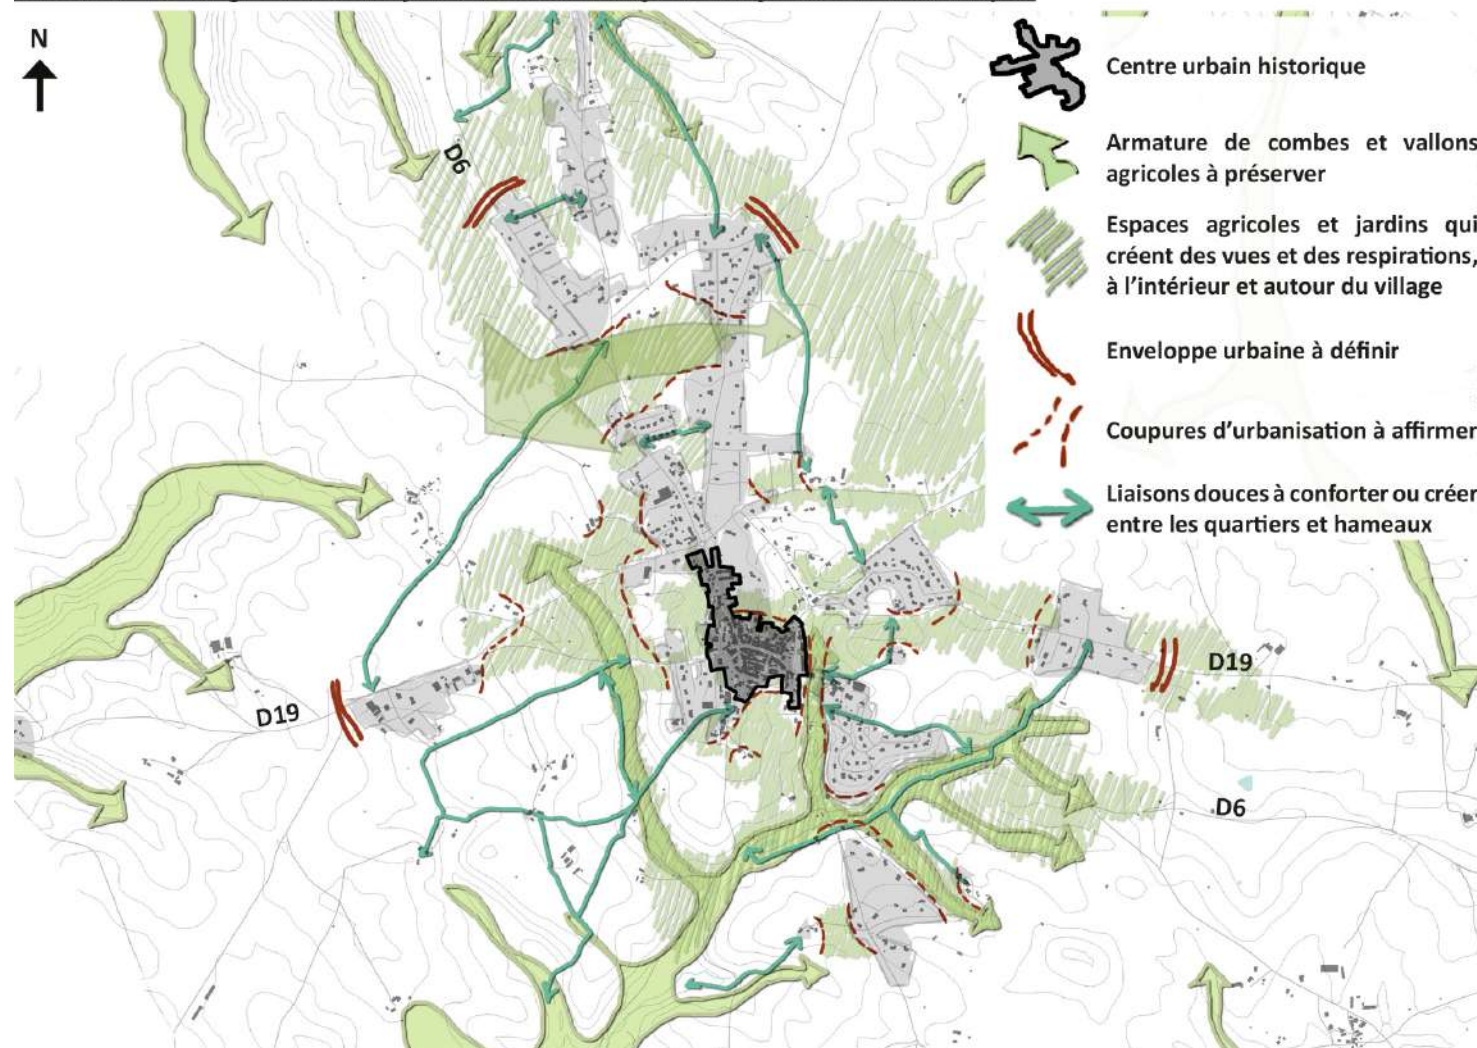 N
Centre urbain historique
Armature de combes et vallons
agricoles à préserver
D6
Espaces agricoles et jardins qui
créent des vues et des respirations,
à l'intérieur et autour du village
Enveloppe urbaine à définir
Coupures d'urbanisation à affirmer
Liaisons douces à conforter ou créer
entre les quartiers et hameaux
D19
D19
D6